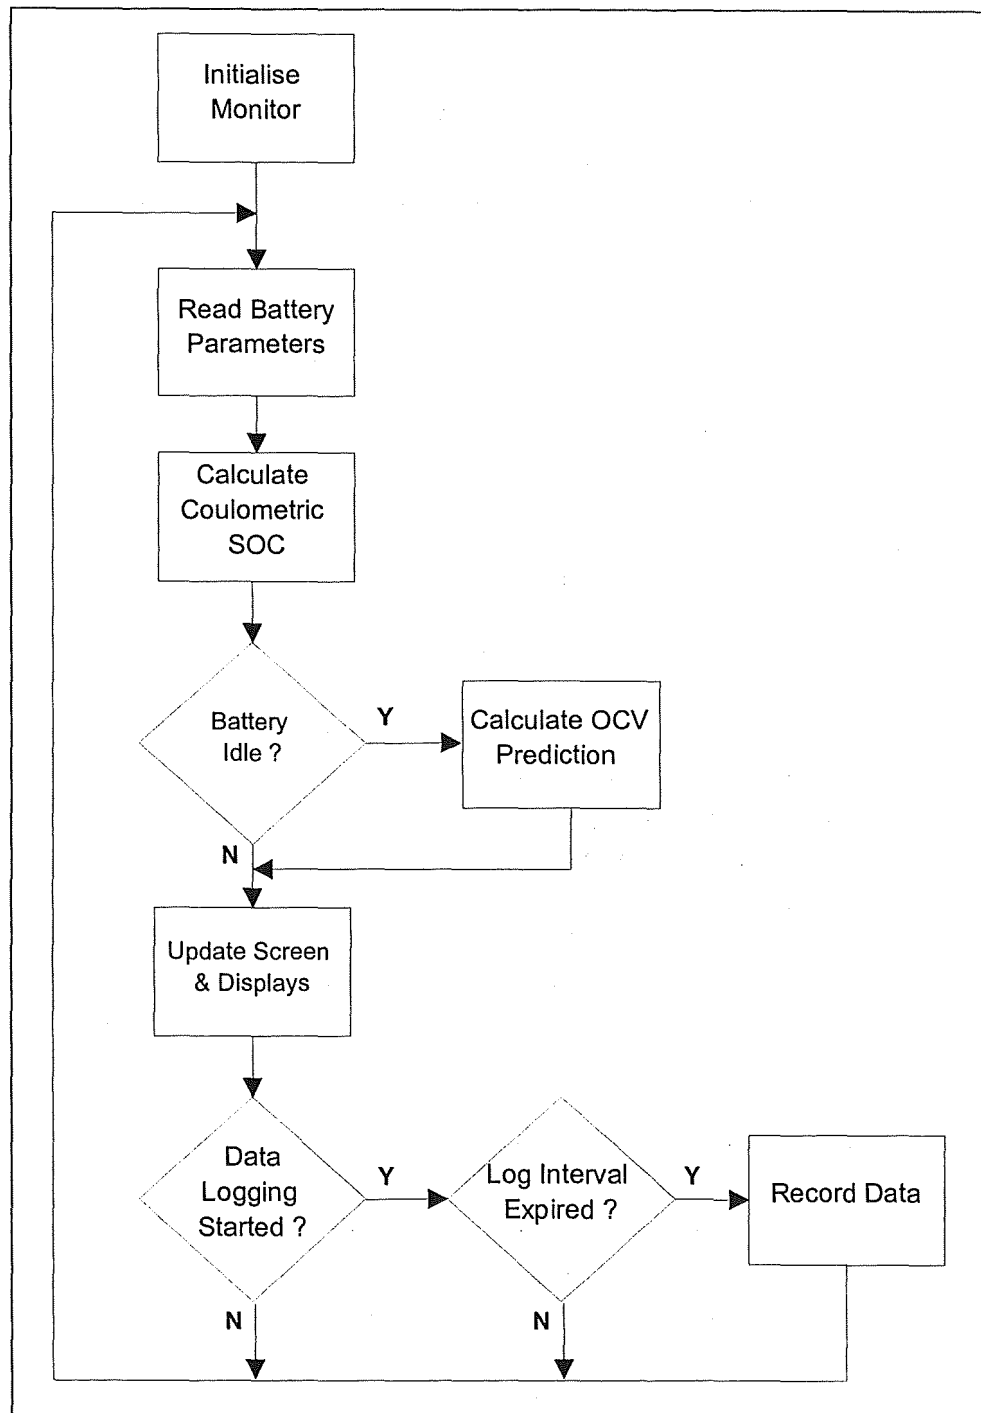 Initialise
Monitor
Read Battery
Parameters
Calculate
Coulometric
SOC
Battery
Idle ?
Y
Calculate OCV
Prediction
N
Update Screen
& Displays
Data
Logging
Started ?
Y
Log Interval
Expired ?
Y
Record Data
N
N